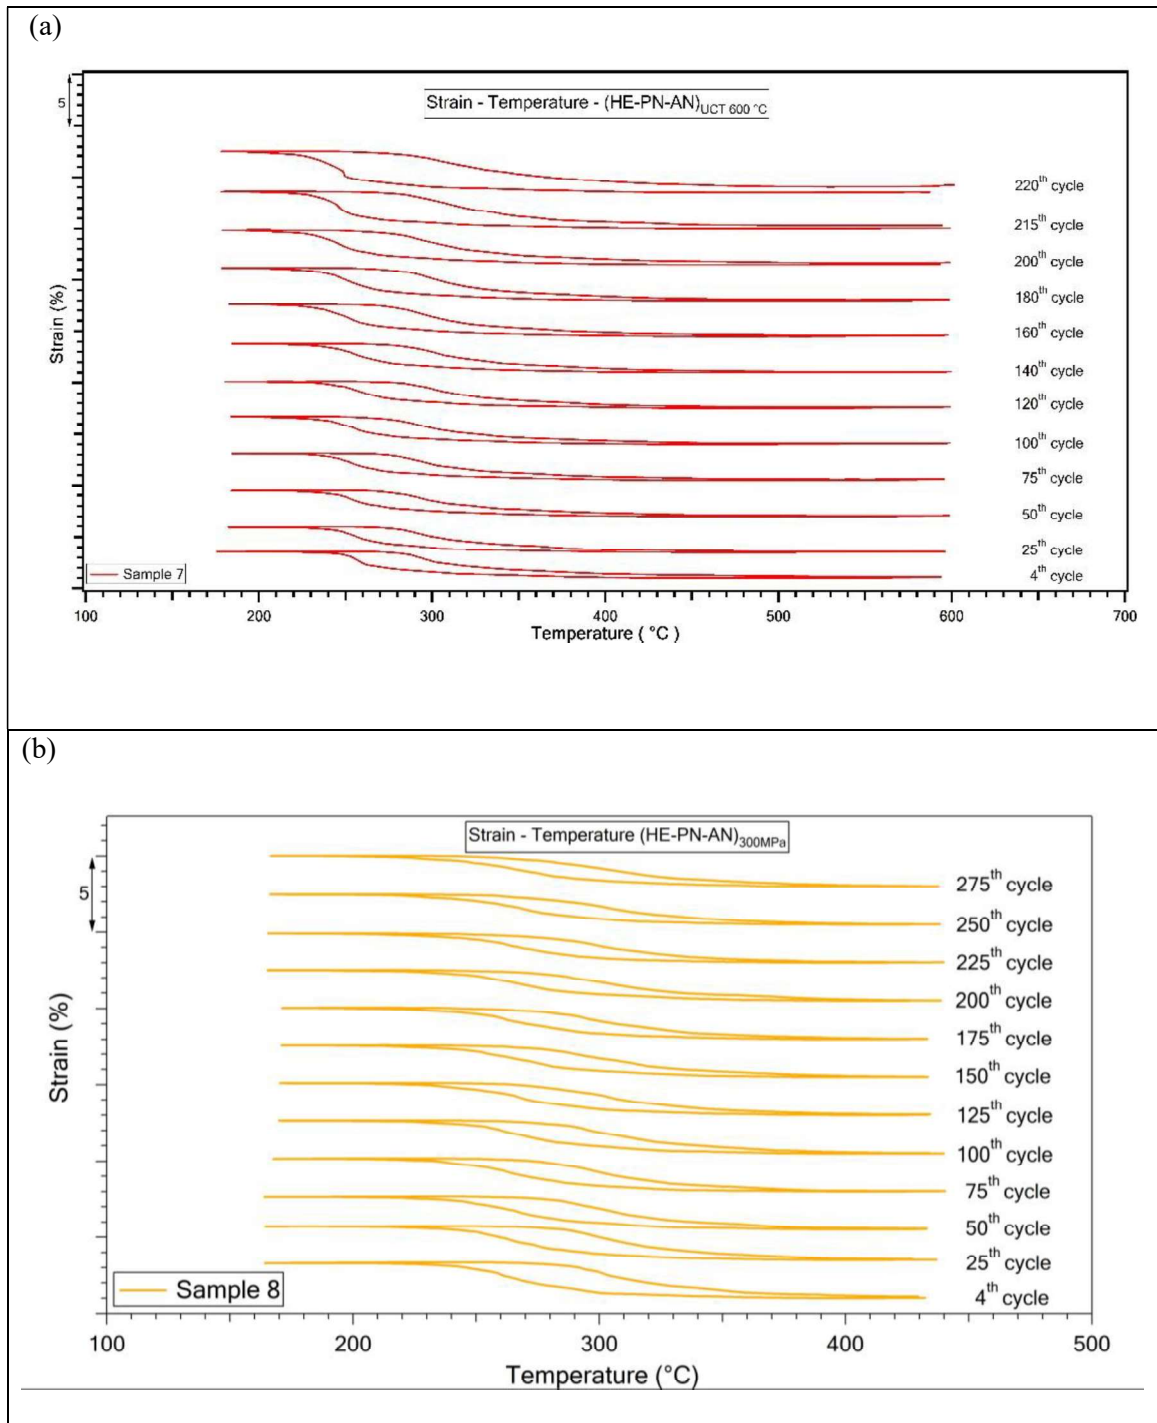 (a)
5
Strain - Temperature - (HE-PN-AN)UCT 600 °C
220th cycle
215th cycle
200th cycle
180th cycle
160th cycle
140th cycle
120th cycle
100th cycle
75th cycle
50th cycle
25th cycle
4th cycle
Strain (%)
Sample 7
100 200 300 400 500 600 700
Temperature ( °C )
(b)
Strain - Temperature (HE-PN-AN)300MPa
5
275th cycle
250th cycle
225th cycle
200th cycle
175th cycle
150th cycle
125th cycle
100th cycle
75th cycle
50th cycle
25th cycle
4th cycle
Strain (%)
Sample 8
100 200 300 400 500
Temperature (°C)